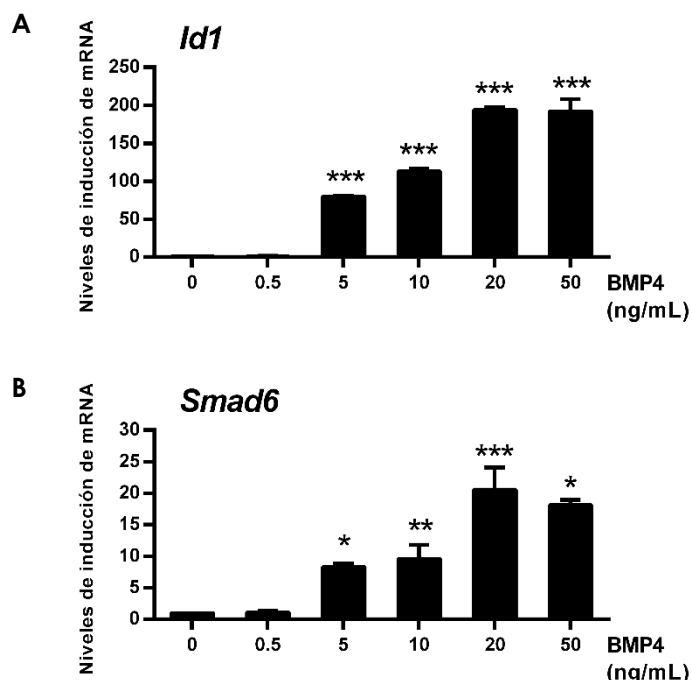 A
Id1
Niveles de inducción de mRNA
250
200
150
100
50
0
***
***
***
***
0 0.5 5 10 20 50 BMP4
(ng/mL)
B
Smad6
Niveles de inducción de mRNA
30
25
20
15
10
5
0
*
**
***
*
0 0.5 5 10 20 50 BMP4
(ng/mL)